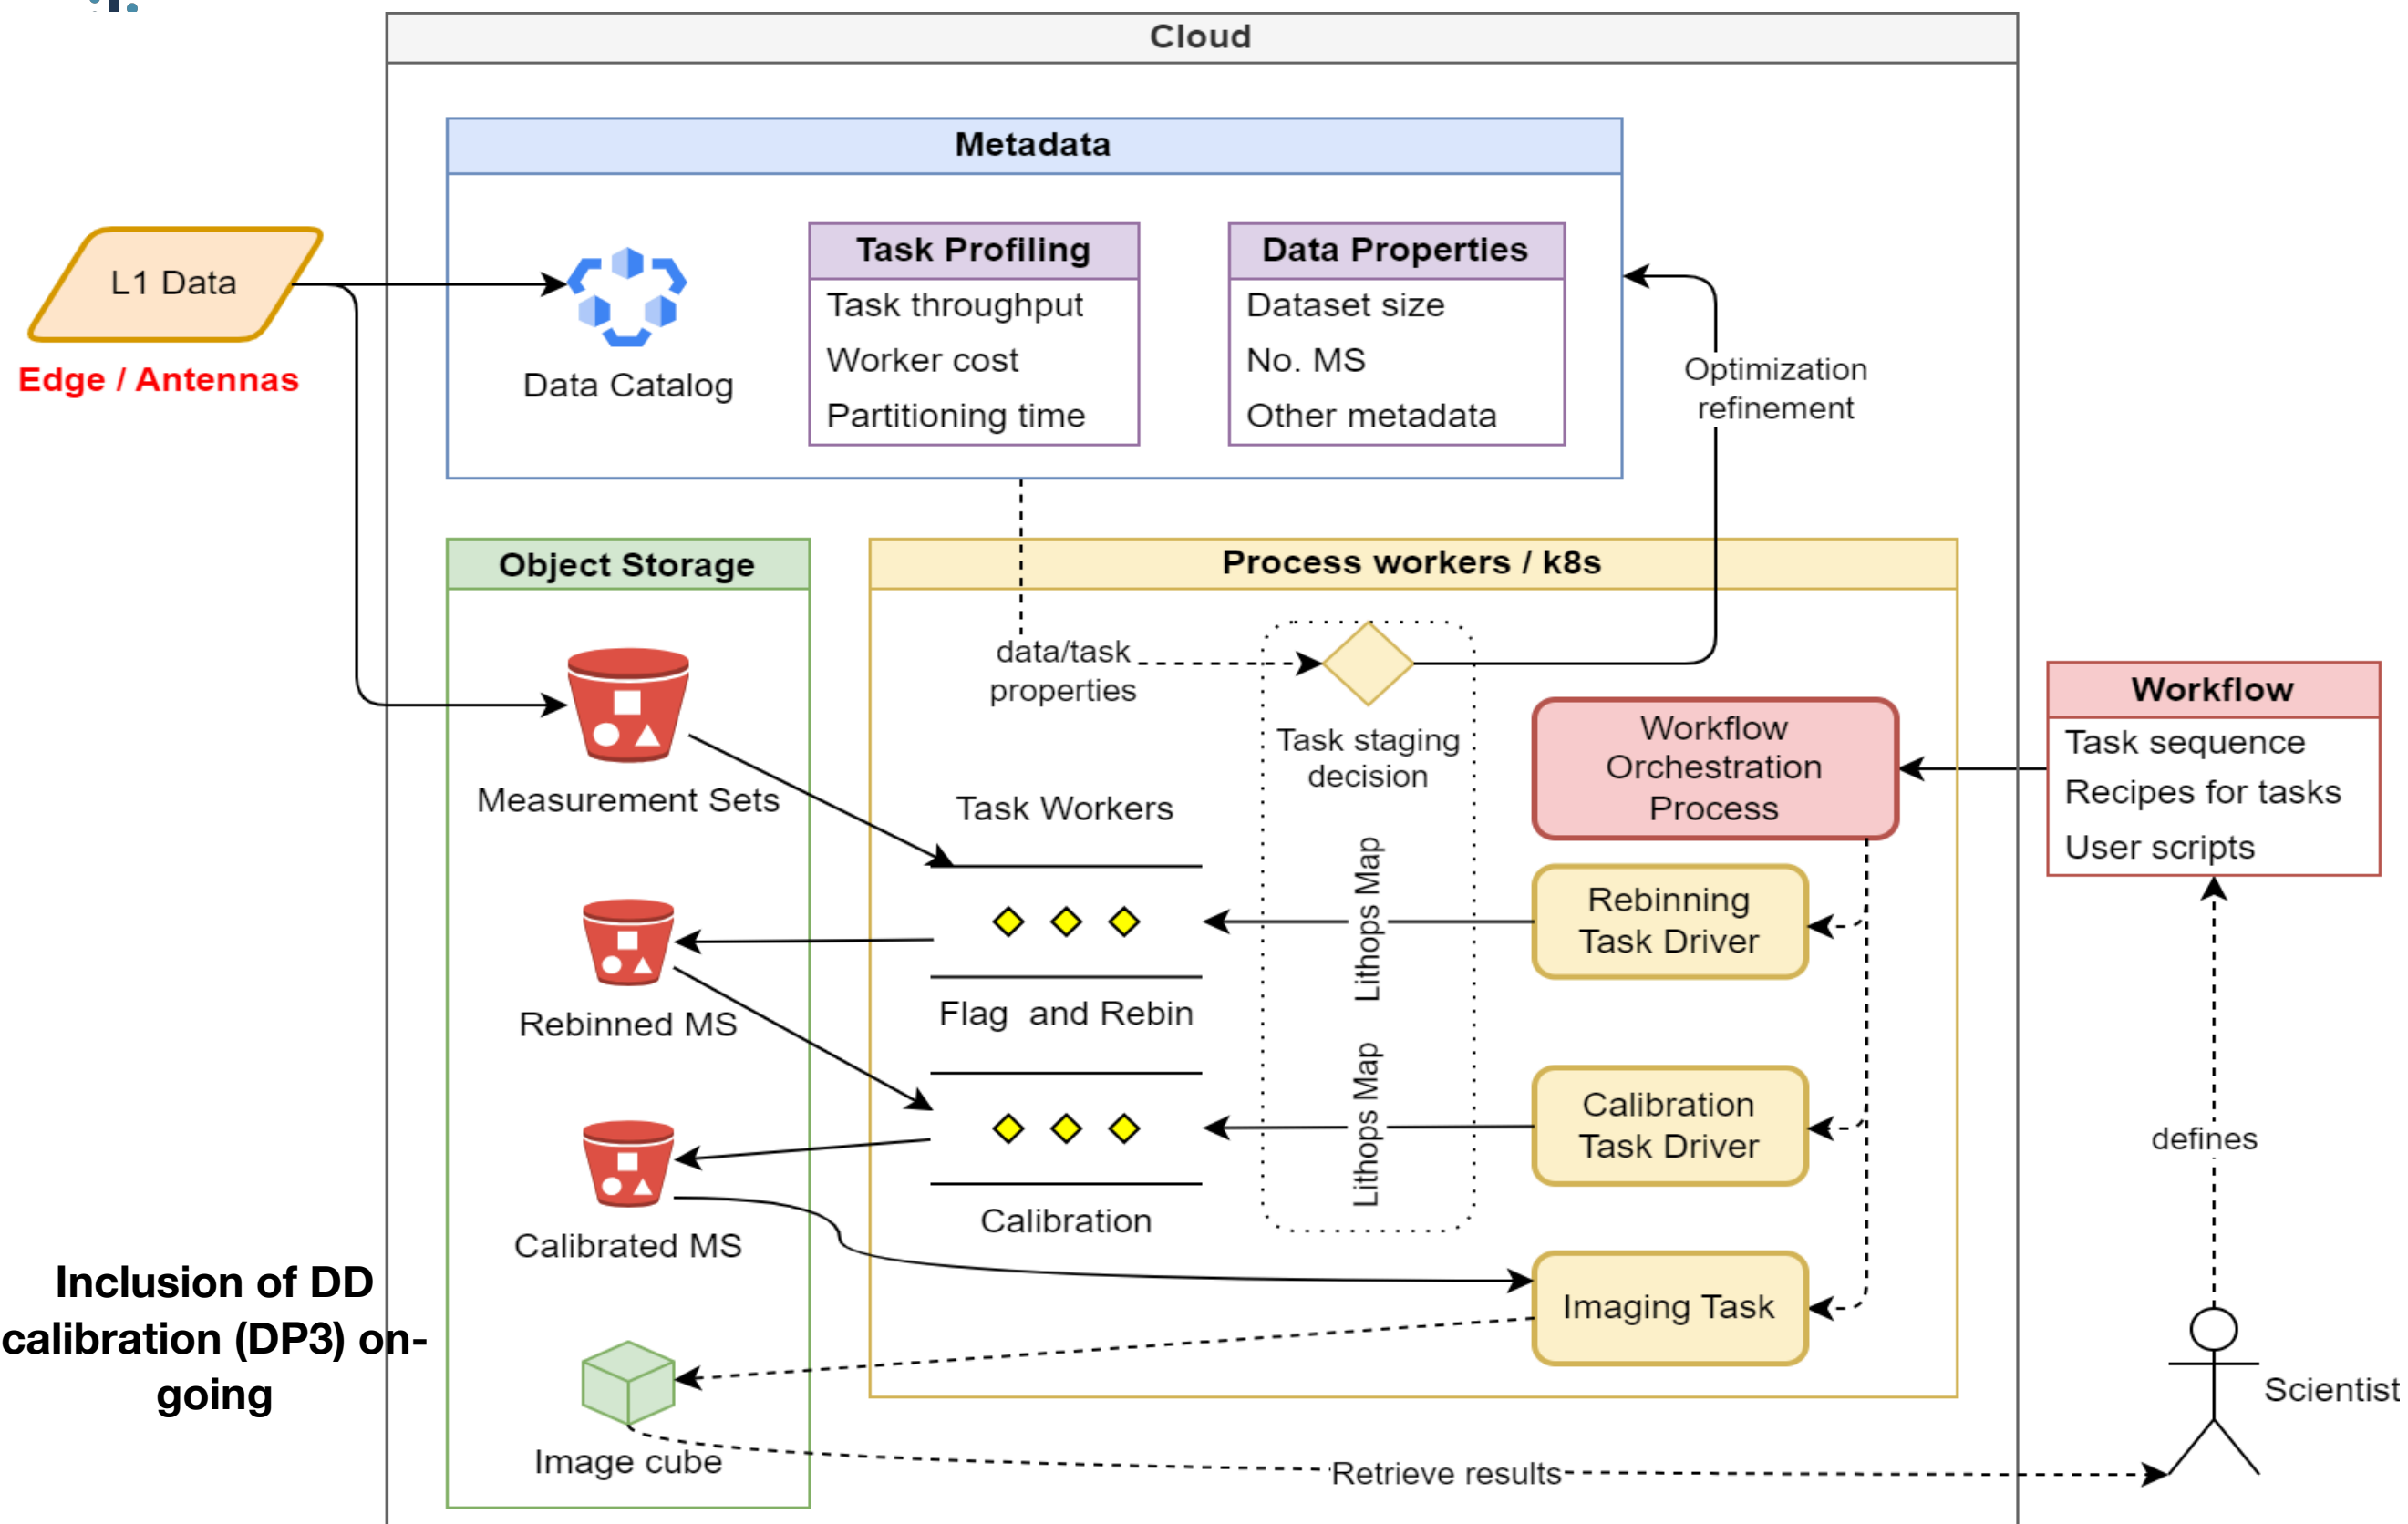 Cloud
Metadata
L1 Data
Edge / Antennas
Data Catalog
Task Profiling
Task throughput
Worker cost
Partitioning time
Data Properties
Dataset size
No. MS
Other metadata
Optimization
refinement
Object Storage
Measurement Sets
Rebinned MS
Calibrated MS
Image cube
Process workers / k8s
data/task
properties
Task staging
decision
Task Workers
Flag  and Rebin
Calibration
Lithops Map
Lithops Map
Workflow
Orchestration
Process
Rebinning
Task Driver
Calibration
Task Driver
Imaging Task
Workflow
Task sequence
Recipes for tasks
User scripts
defines
Scientist
Retrieve results
Inclusion of DD
calibration (DP3) on-
going